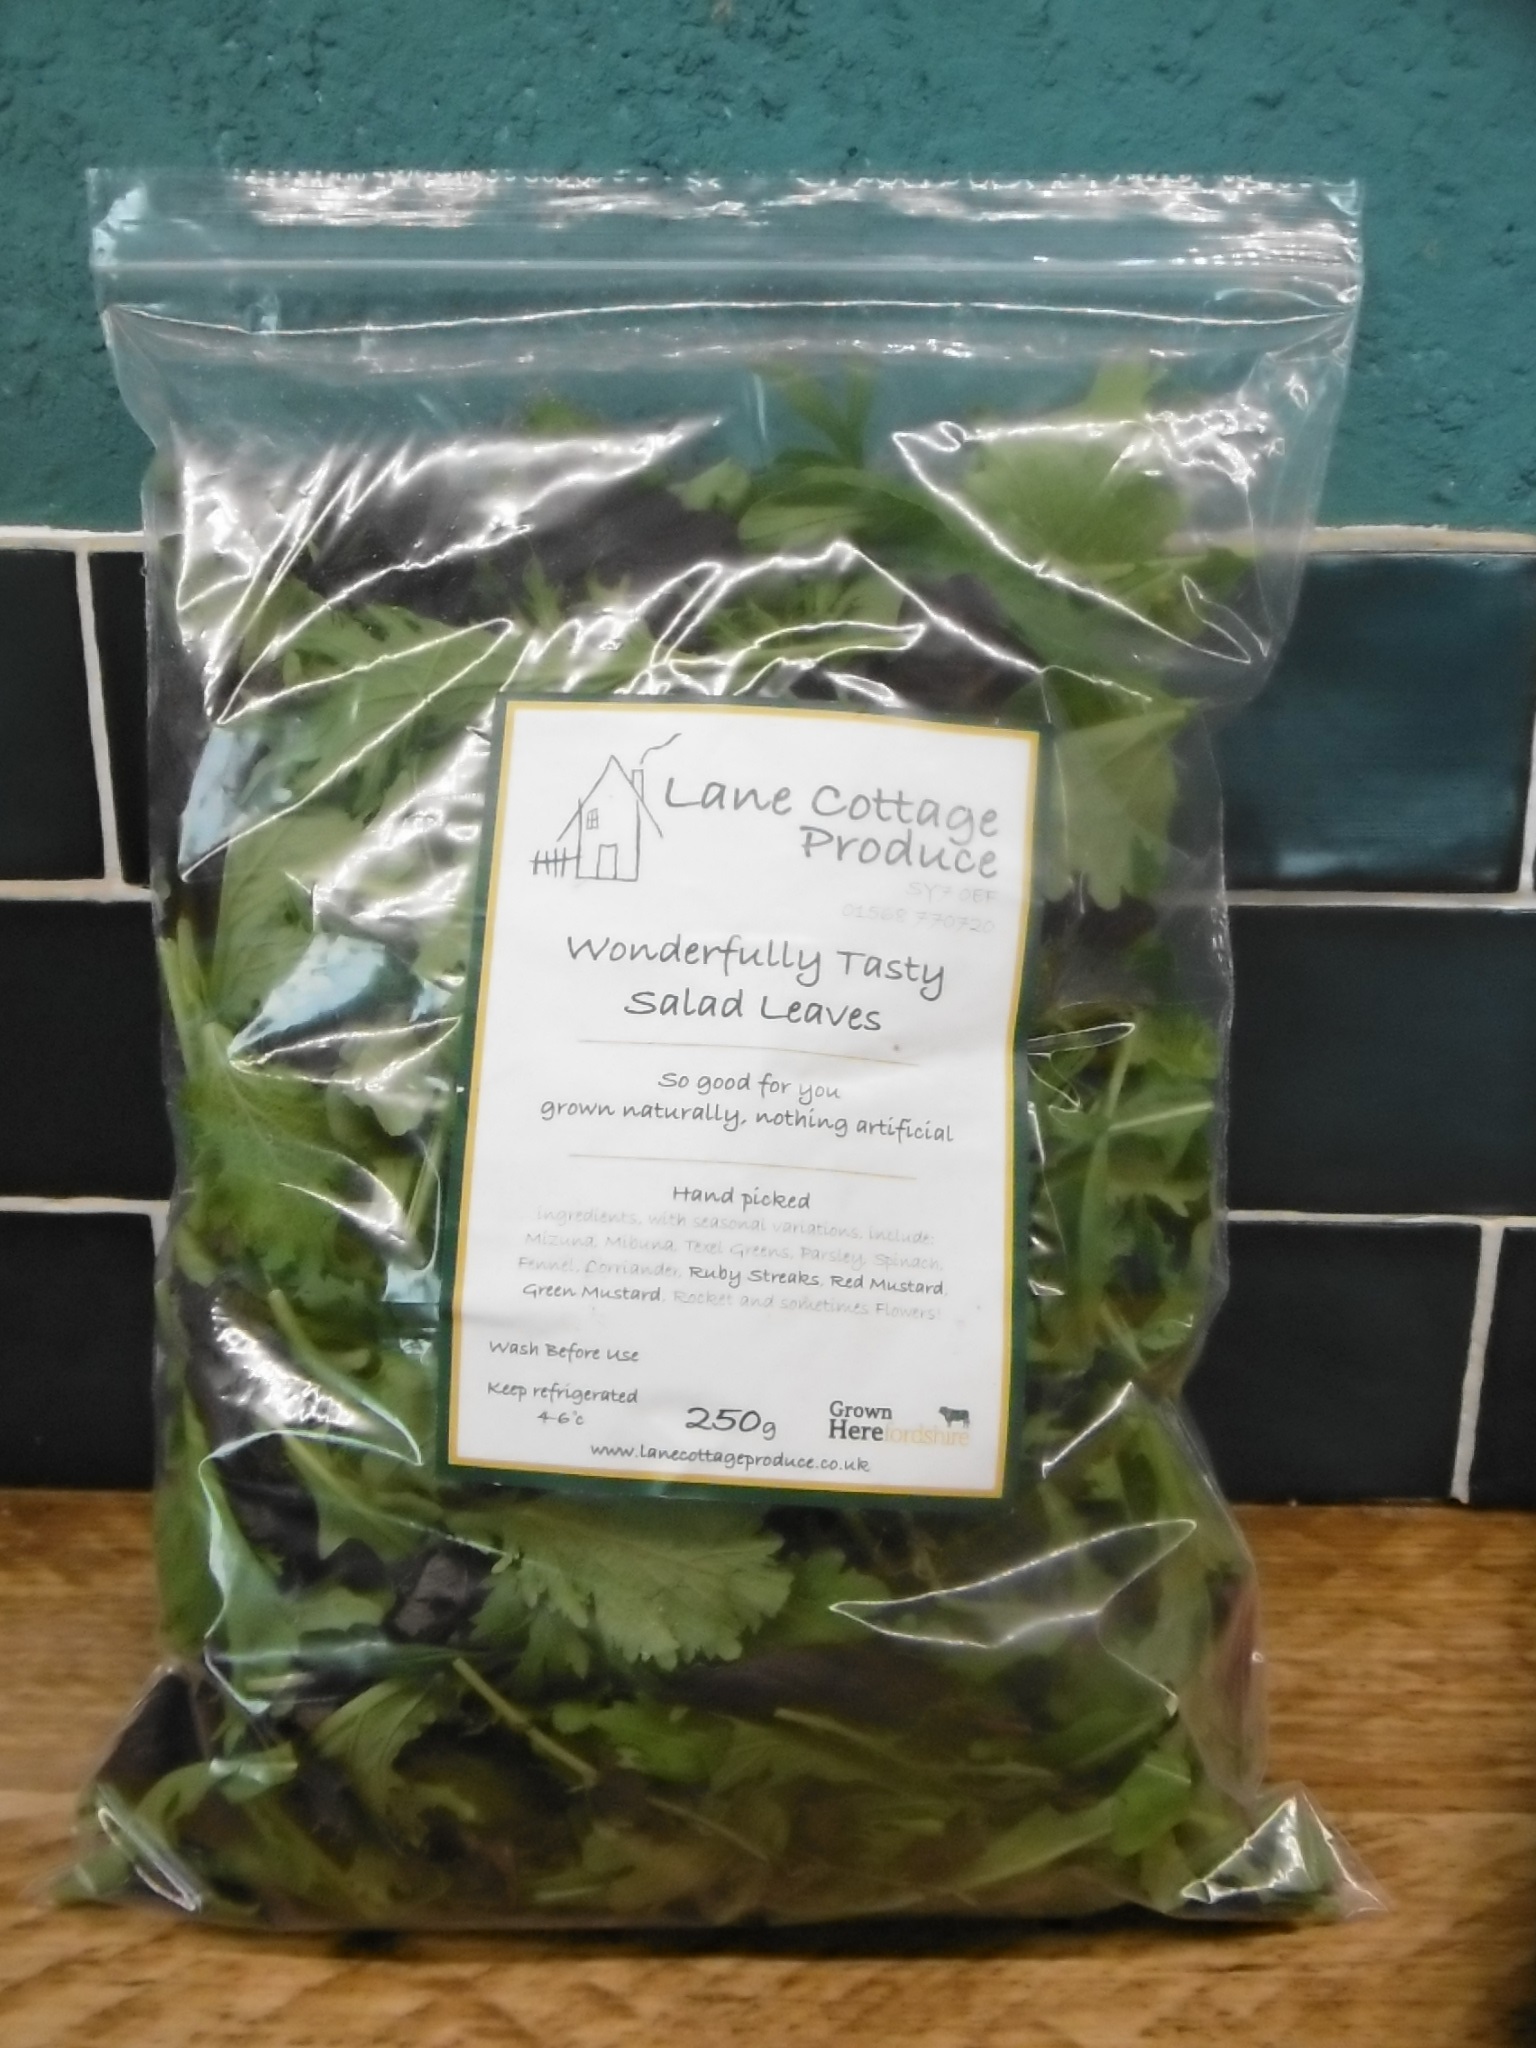 Lane Cottage
Produce
SY7 0EF
01568 770720
Wonderfully Tasty
Salad Leaves
So good for you
grown naturally, nothing artificial
Hand picked
ingredients, with seasonal variations, include:
Mizuna, Mibuna, Texel Greens, Parsley, Spinach,
Fennel, Corriander, Ruby Streaks, Red Mustard,
Green Mustard, Rocket and sometimes Flowers!
Wash Before Use
Keep refrigerated
4-6°c
250g
Grown
Herefordshire
www.lanecottageproduce.co.uk